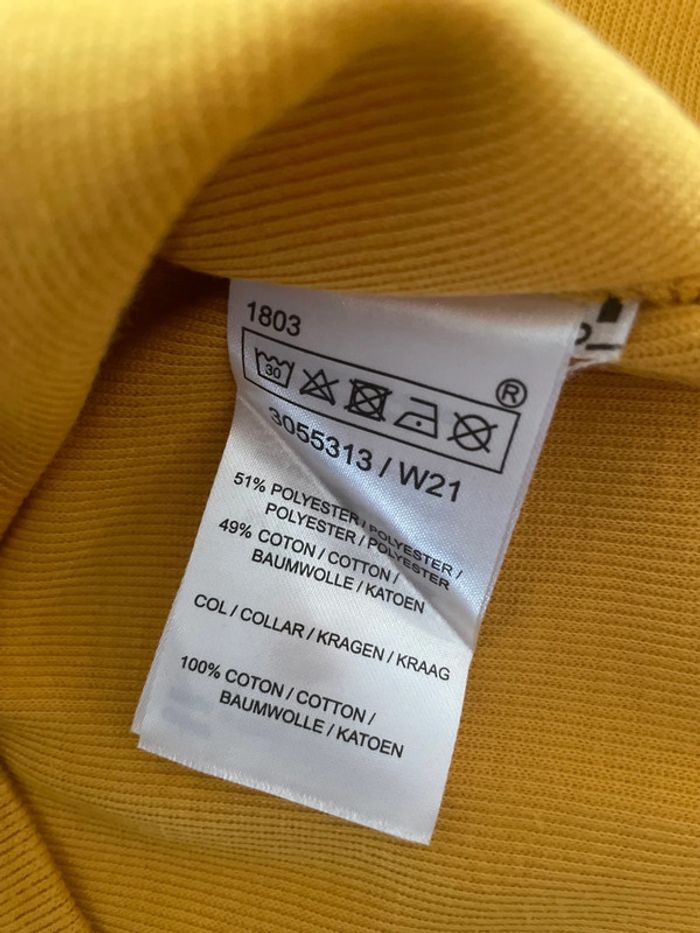 1803
®
30
3055313 / W21
51% POLYESTER / POLYESTER /
POLYESTER / POLYESTER
49% COTON / COTTON /
BAUMWOLLE / KATOEN
COL / COLLAR / KRAGEN / KRAAG
100% COTON / COTTON /
BAUMWOLLE / KATOEN